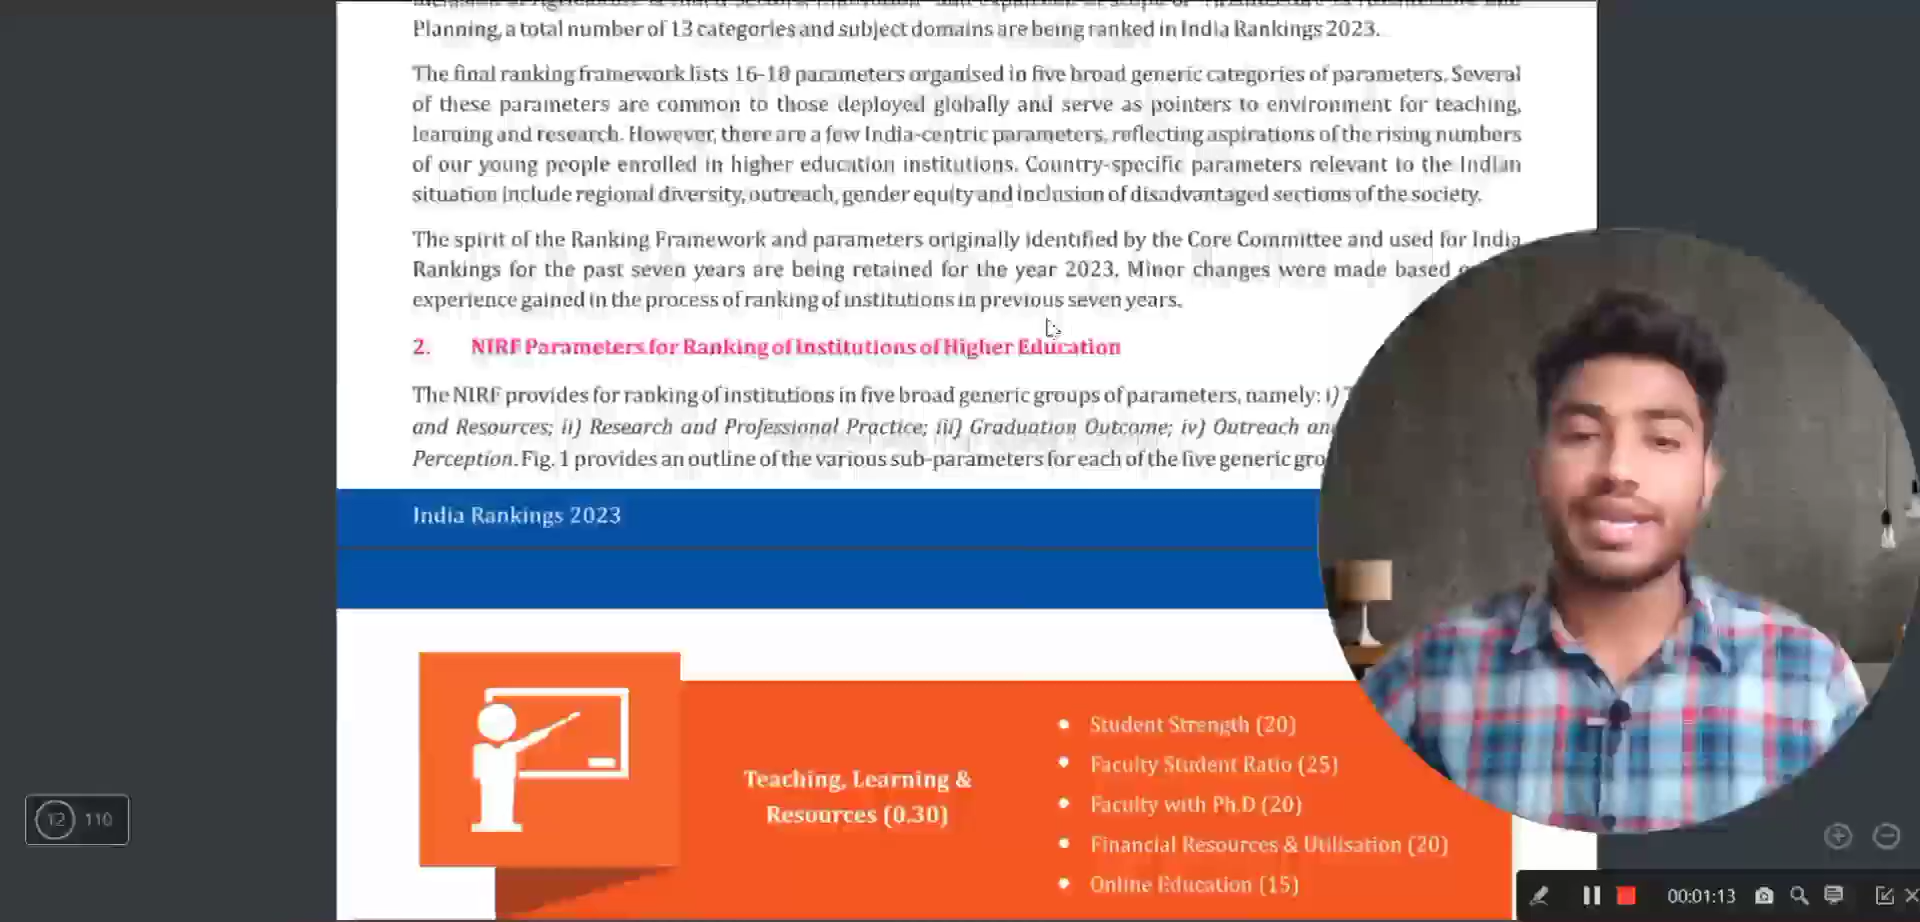 Planning, a total number of 13 categories and subject domains are being ranked in India Rankings 2023.
The final ranking framework lists 16-18 parameters organised in five broad generic categories of parameters. Several
of these parameters are common to those deployed globally and serve as pointers to environment for teaching,
learning and research. However, there are a few India-centric parameters, reflecting aspirations of the rising numbers
of our young people enrolled in higher education institutions. Country-specific parameters relevant to the Indian
situation include regional diversity, outreach, gender equity and inclusion of disadvantaged sections of the society.
The spirit of the Ranking Framework and parameters originally identified by the Core Committee and used for India
Rankings for the past seven years are being retained for the year 2023. Minor changes were made based
experience gained in the process of ranking of institutions in previous seven years.
2. NIRF Parameters for Ranking of Institutions of Higher Education
The NIRF provides for ranking of institutions in five broad generic groups of parameters, namely: i)
and Resources; ii) Research and Professional Practice; iii) Graduation Outcome; iv) Outreach
Perception. Fig. 1 provides an outline of the various sub-parameters for each of the five generic
India Rankings 2023
Teaching, Learning &
Resources (0.30)
• Student Strength (20)
• Faculty Student Ratio (25)
• Faculty with Ph.D (20)
• Financial Resources & Utilisation (20)
• Online Education (15)
12 110
00:01:13